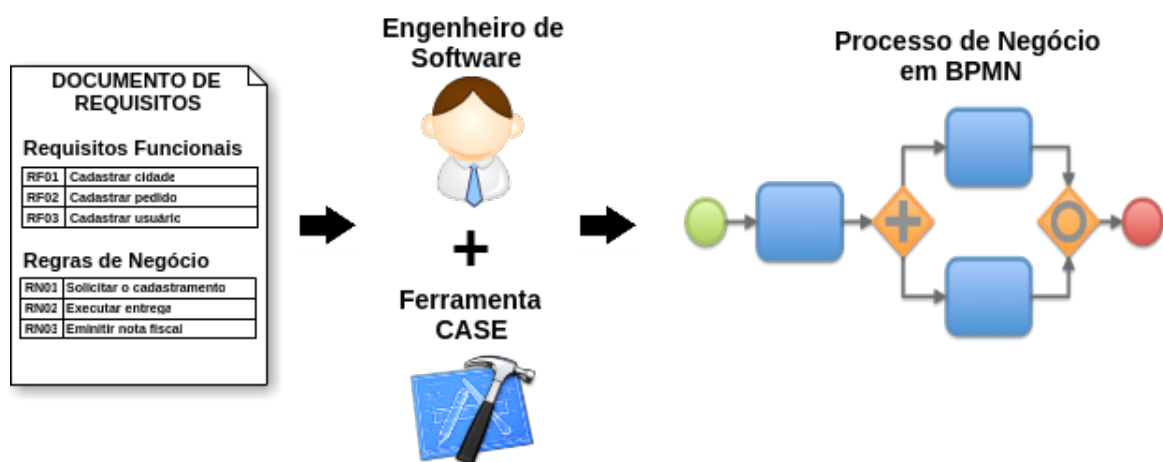 DOCUMENTO DE
REQUISITOS
Requisitos Funcionais
RF01 Cadastrar cidade
RF02 Cadastrar pedido
RF03 Cadastrar usuário
Regras de Negócio
RN01 Solicitar o cadastramento
RN02 Executar entrega
RN03 Eminitir nota fiscal
Engenheiro de
Software
Ferramenta
CASE
Processo de Negócio
em BPMN